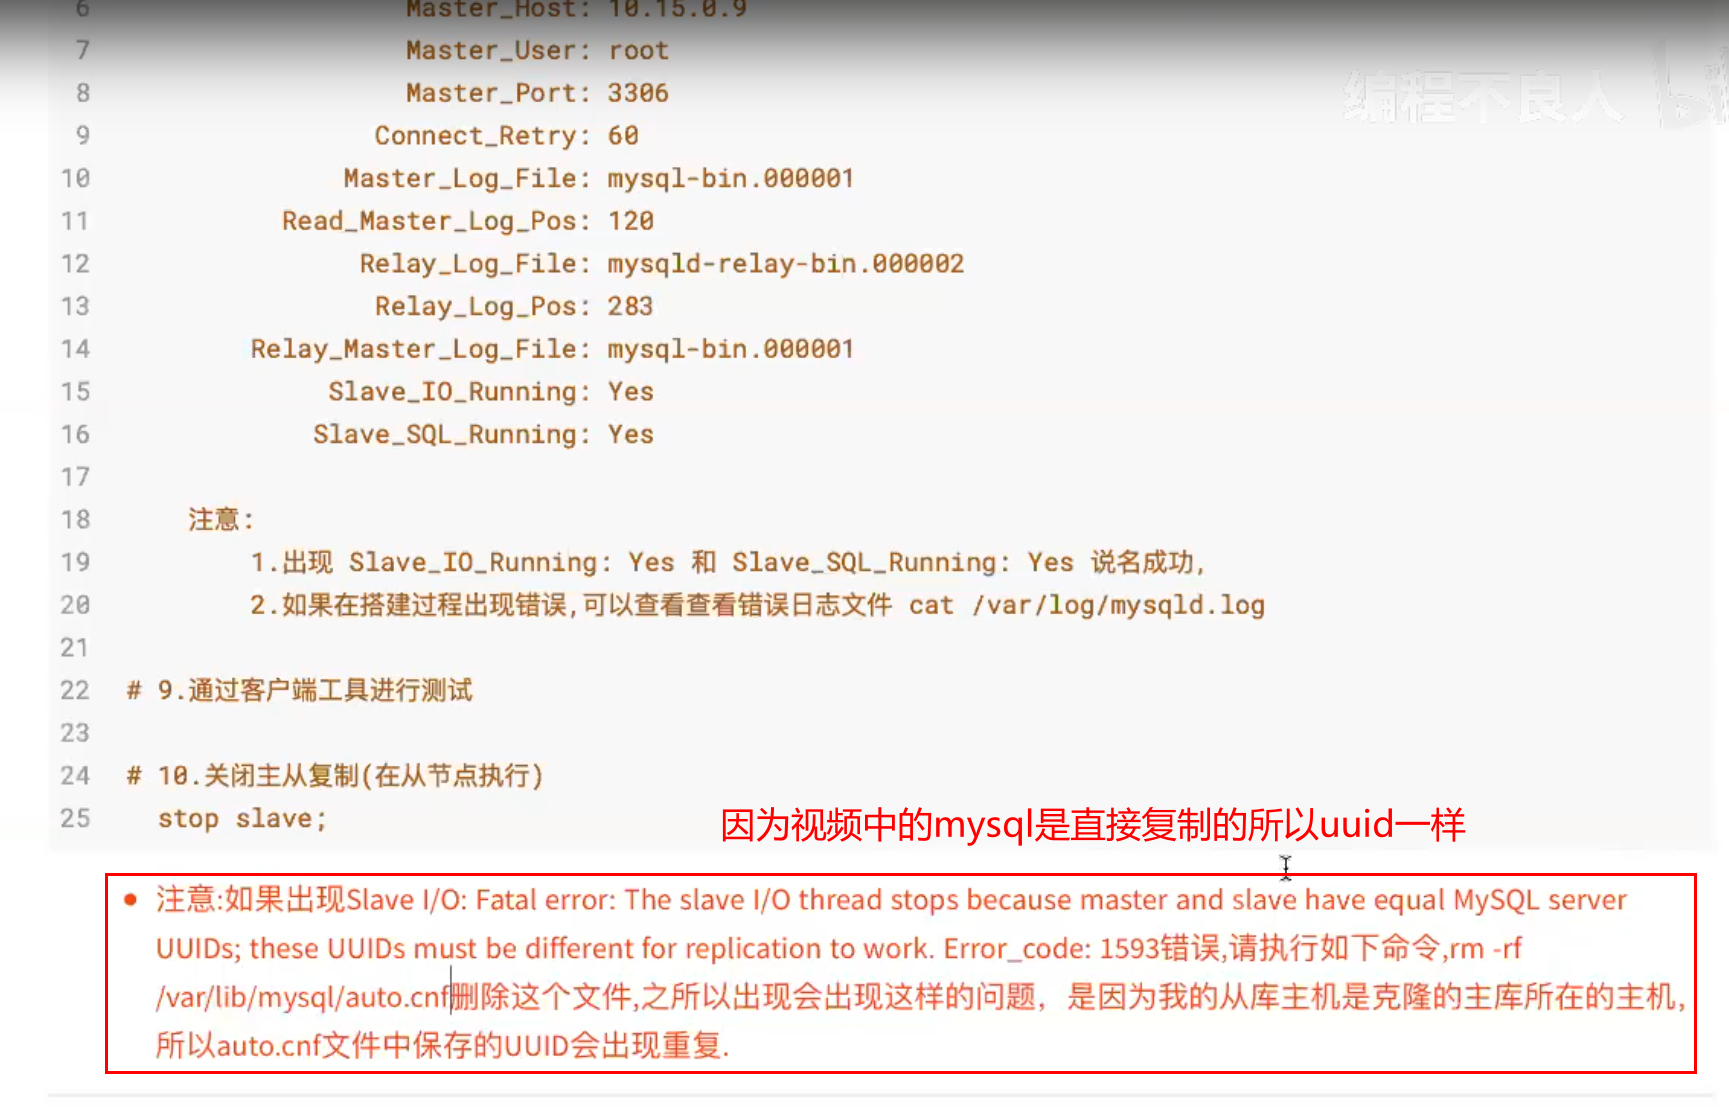 6 Master_Host: 10.15.0.9
7 Master_User: root
8 Master_Port: 3306
编程不良人
9 Connect_Retry: 60
10 Master_Log_File: mysql-bin.000001
11 Read_Master_Log_Pos: 120
12 Relay_Log_File: mysqld-relay-bin.000002
13 Relay_Log_Pos: 283
14 Relay_Master_Log_File: mysql-bin.000001
15 Slave_IO_Running: Yes
16 Slave_SQL_Running: Yes
17
18 注意:
19 1.出现 Slave_IO_Running: Yes 和 Slave_SQL_Running: Yes 说名成功,
20 2.如果在搭建过程出现错误,可以查看查看错误日志文件 cat /var/log/mysqld.log
21
22 # 9.通过客户端工具进行测试
23
24 # 10.关闭主从复制(在从节点执行)
25 stop slave;
因为视频中的mysql是直接复制的所以uuid一样
• 注意:如果出现Slave I/O: Fatal error: The slave I/O thread stops because master and slave have equal MySQL server
UUIDs; these UUIDs must be different for replication to work. Error_code: 1593错误,请执行如下命令,rm -rf
/var/lib/mysql/auto.cnf删除这个文件,之所以出现会出现这样的问题，是因为我的从库主机是克隆的主库所在的主机,
所以auto.cnf文件中保存的UUID会出现重复.